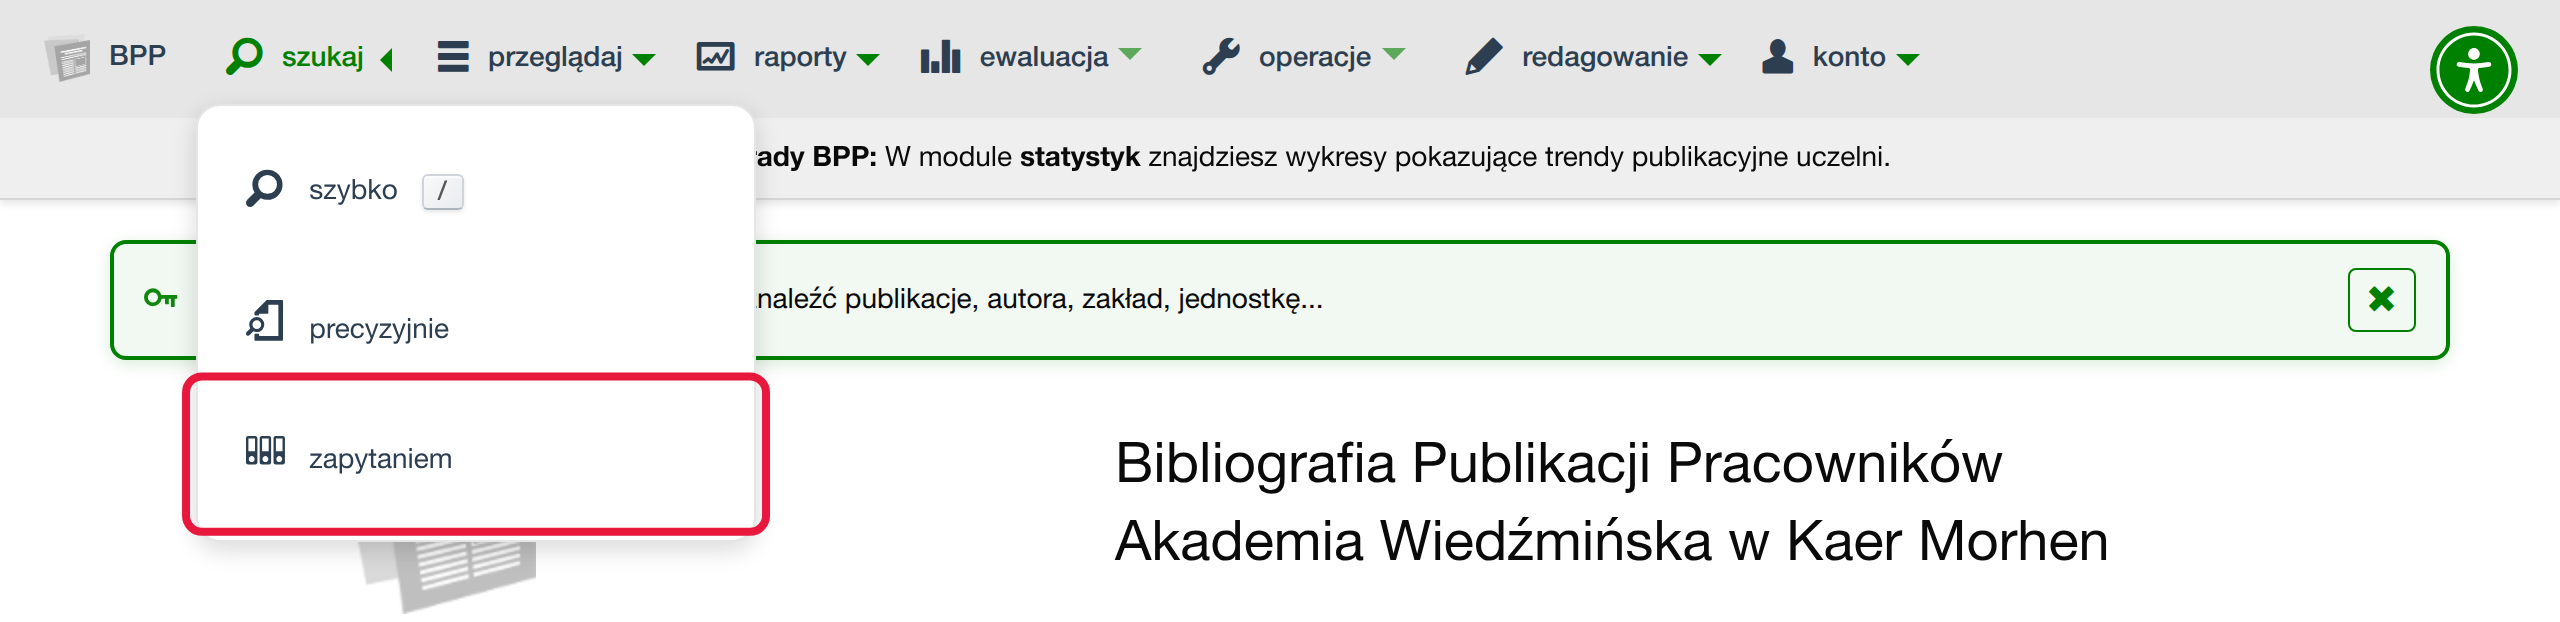 BPP szukaj przeglądaj raporty ewaluacja operacje redagowanie konto
ady BPP: W module statystyk znajdziesz wykresy pokazujące trendy publikacyjne uczelni.
szybko /
naleźć publikacje, autora, zakład, jednostkę...
precyzyjnie
zapytaniem
Bibliografia Publikacji Pracowników
Akademia Wiedźmińska w Kaer Morhen